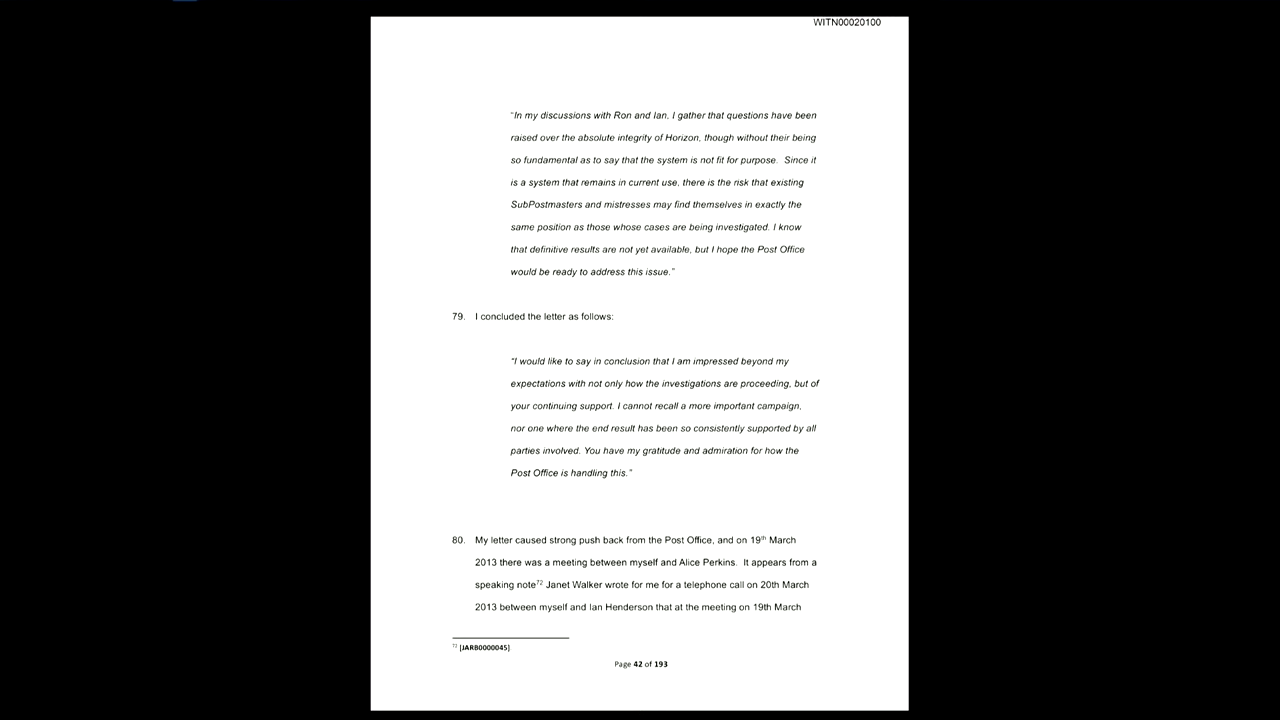 WITN00020100
“In my discussions with Ron and Ian, I gather that questions have been
raised over the absolute integrity of Horizon, though without their being
so fundamental as to say that the system is not fit for purpose.  Since it
is a system that remains in current use, there is the risk that existing
SubPostmasters and mistresses may find themselves in exactly the
same position as those whose cases are being investigated. I know
that definitive results are not yet available, but I hope the Post Office
would be ready to address this issue.”
79. I concluded the letter as follows:
“I would like to say in conclusion that I am impressed beyond my
expectations with not only how the investigations are proceeding, but of
your continuing support. I cannot recall a more important campaign,
nor one where the end result has been so consistently supported by all
parties involved. You have my gratitude and admiration for how the
Post Office is handling this.”
80. My letter caused strong push back from the Post Office, and on 19th March
2013 there was a meeting between myself and Alice Perkins.  It appears from a
speaking note72 Janet Walker wrote for me for a telephone call on 20th March
2013 between myself and Ian Henderson that at the meeting on 19th March
72 [JARB0000045]
Page 42 of 193